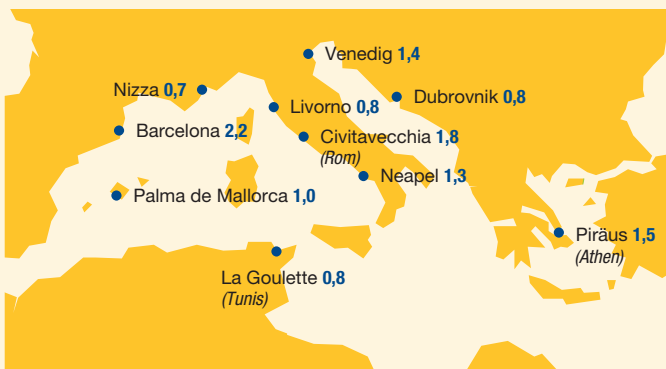 Venedig 1,4
Nizza 0,7
Livorno 0,8
Dubrovnik 0,8
Barcelona 2,2
Civitavecchia 1,8
(Rom)
Neapel 1,3
Palma de Mallorca 1,0
Piräus 1,5
(Athen)
La Goulette 0,8
(Tunis)